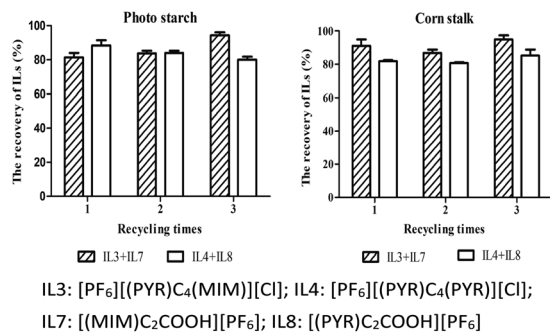 Photo starch
The recovery of ILs (%)
100
80
60
40
20
0
1 2 3
Recycling times
IL3+IL7 IL4+IL8
Corn stalk
The recovery of ILs (%)
100
80
60
40
20
0
1 2 3
Recycling times
IL3+IL7 IL4+IL8
IL3: [PF₆][(PYR)C₄(MIM)][Cl]; IL4: [PF₆][(PYR)C₄(PYR)][Cl];
IL7: [(MIM)C₂COOH][PF₆]; IL8: [(PYR)C₂COOH][PF₆]